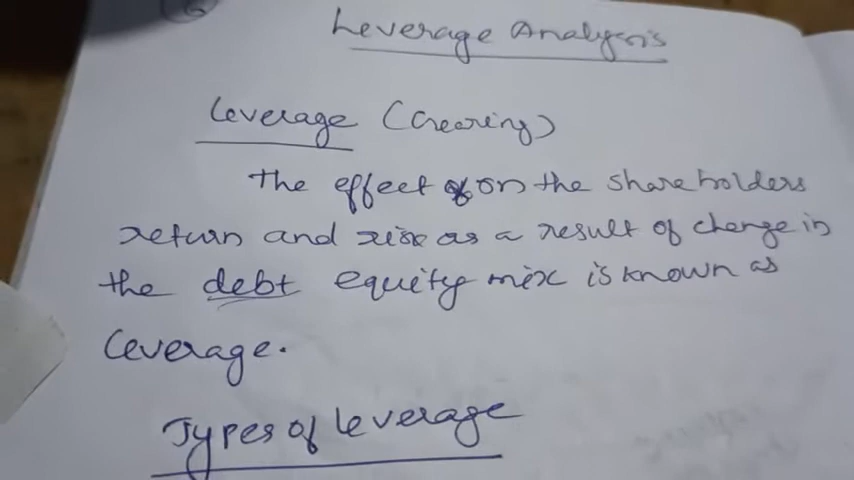 Leverage Analysis
Leverage (Gearing)
The effect on the shareholders
return and risk as a result of change in
the debt equity mix is known as
Leverage.
Types of Leverage